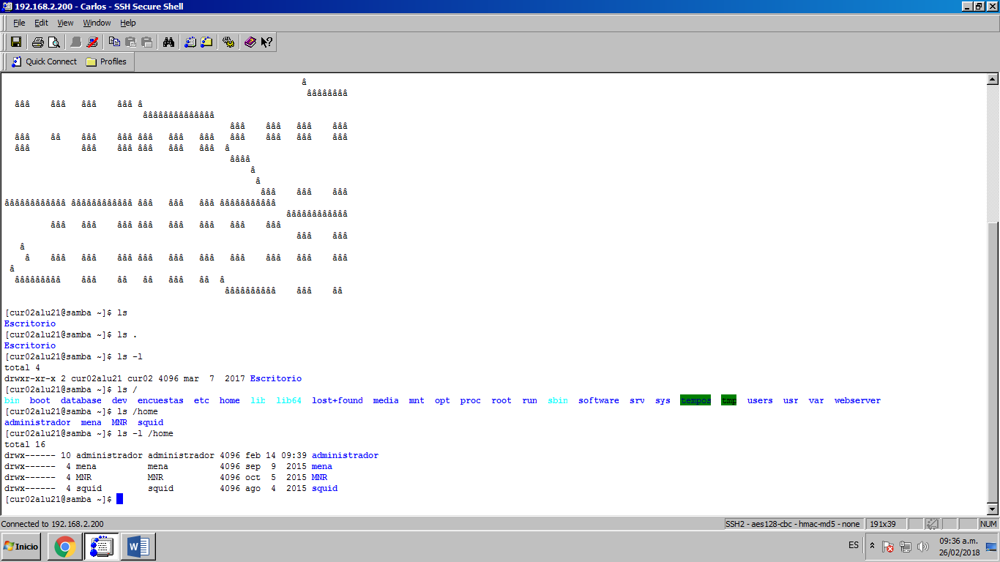 192.168.2.200 - Carlos - SSH Secure Shell
File Edit View Window Help
Quick Connect Profiles
â
ââââââââ
âââ    âââ   âââ    âââ â
ââââââââââââââ
âââ    âââ   âââ    âââ
âââ    ââ    âââ    âââ âââ   âââ   âââ   âââ    âââ   âââ    âââ
âââ          âââ    âââ âââ   âââ   âââ  â
ââââ
â
â
âââ    âââ    âââ
ââââââââââââ ââââââââââââ âââ   âââ   âââ âââââââââââ
ââââââââââââ
âââ   âââ    âââ âââ   âââ   âââ   âââ    âââ
âââ    âââ
â
â    âââ   âââ    âââ âââ   âââ   âââ   âââ    âââ   âââ    âââ
â
âââââââââ    âââ    ââ   ââ   âââ   ââ  â
ââââââââââ    âââ    ââ
[cur02alu21@samba ~]$ ls
Escritorio
[cur02alu21@samba ~]$ ls .
Escritorio
[cur02alu21@samba ~]$ ls -l
total 4
drwxr-xr-x 2 cur02alu21 cur02 4096 mar  7  2017 Escritorio
[cur02alu21@samba ~]$ ls /
bin  boot  database  dev  encuestas  etc  home  lib  lib64  lost+found  media  mnt  opt  proc  root  run  sbin  software  srv  sys  tempos  tmp  users  usr  var  webserver
[cur02alu21@samba ~]$ ls /home
administrador  mena  MNR  squid
[cur02alu21@samba ~]$ ls -l /home
total 16
drwx------ 10 administrador administrador 4096 feb 14 09:39 administrador
drwx------  4 mena          mena          4096 sep  9  2015 mena
drwx------  4 MNR           MNR           4096 oct  5  2015 MNR
drwx------  4 squid         squid         4096 ago  4  2015 squid
[cur02alu21@samba ~]$
Connected to 192.168.2.200 SSH2 - aes128-cbc - hmac-md5 - none 191x39 NUM
Inicio ES 09:36 a.m.
26/02/2018